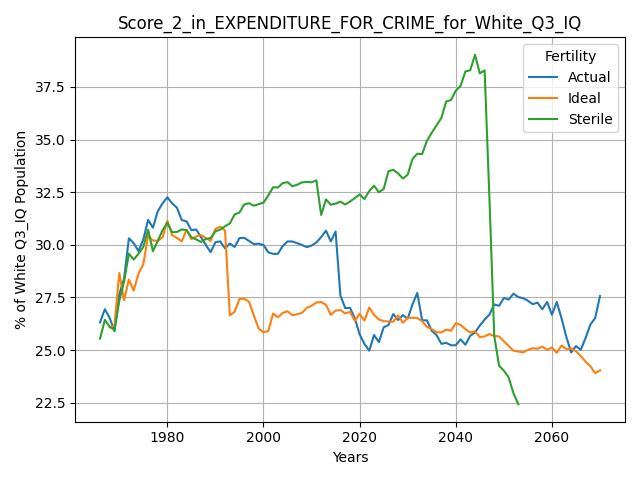 Score_2_in_EXPENDITURE_FOR_CRIME_for_White_Q3_IQ
% of White Q3_IQ Population
37.5
35.0
32.5
30.0
27.5
25.0
22.5
Fertility
Actual
Ideal
Sterile
1980
2000
2020
2040
2060
Years